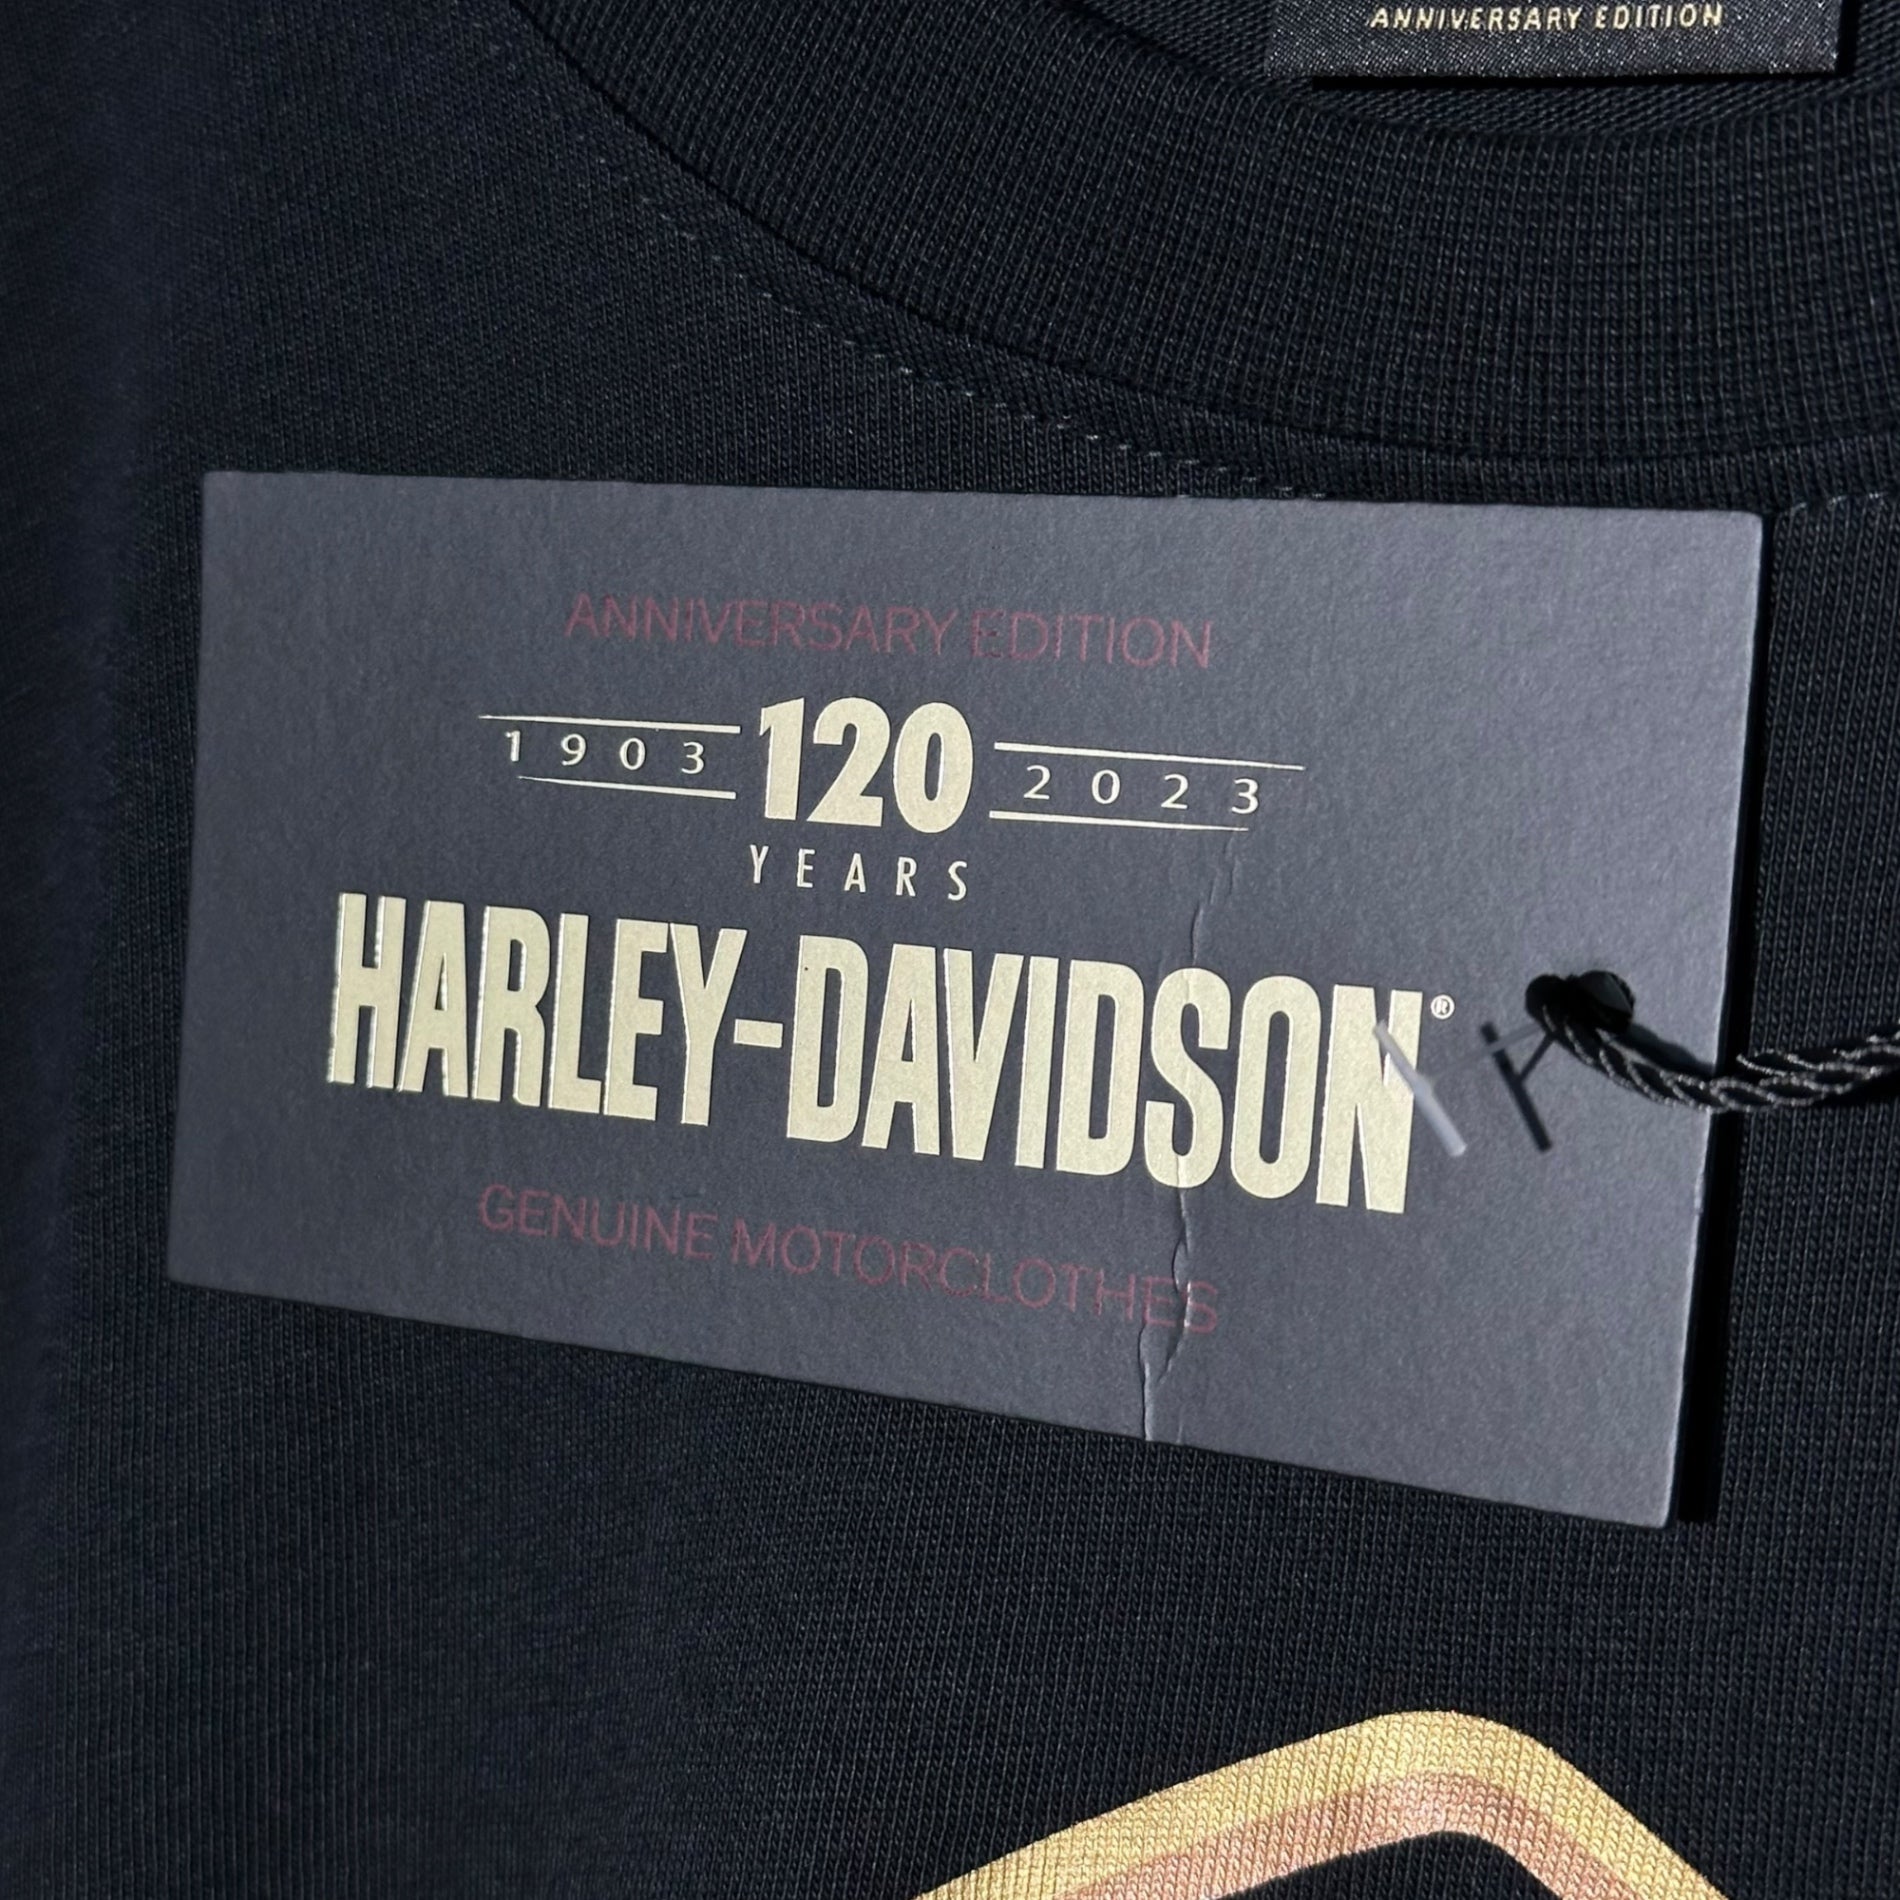 ANNIVERSARY EDITION
ANNIVERSARY EDITION
1903 120 2023
YEARS
HARLEY-DAVIDSON®
GENUINE MOTORCLOTHES